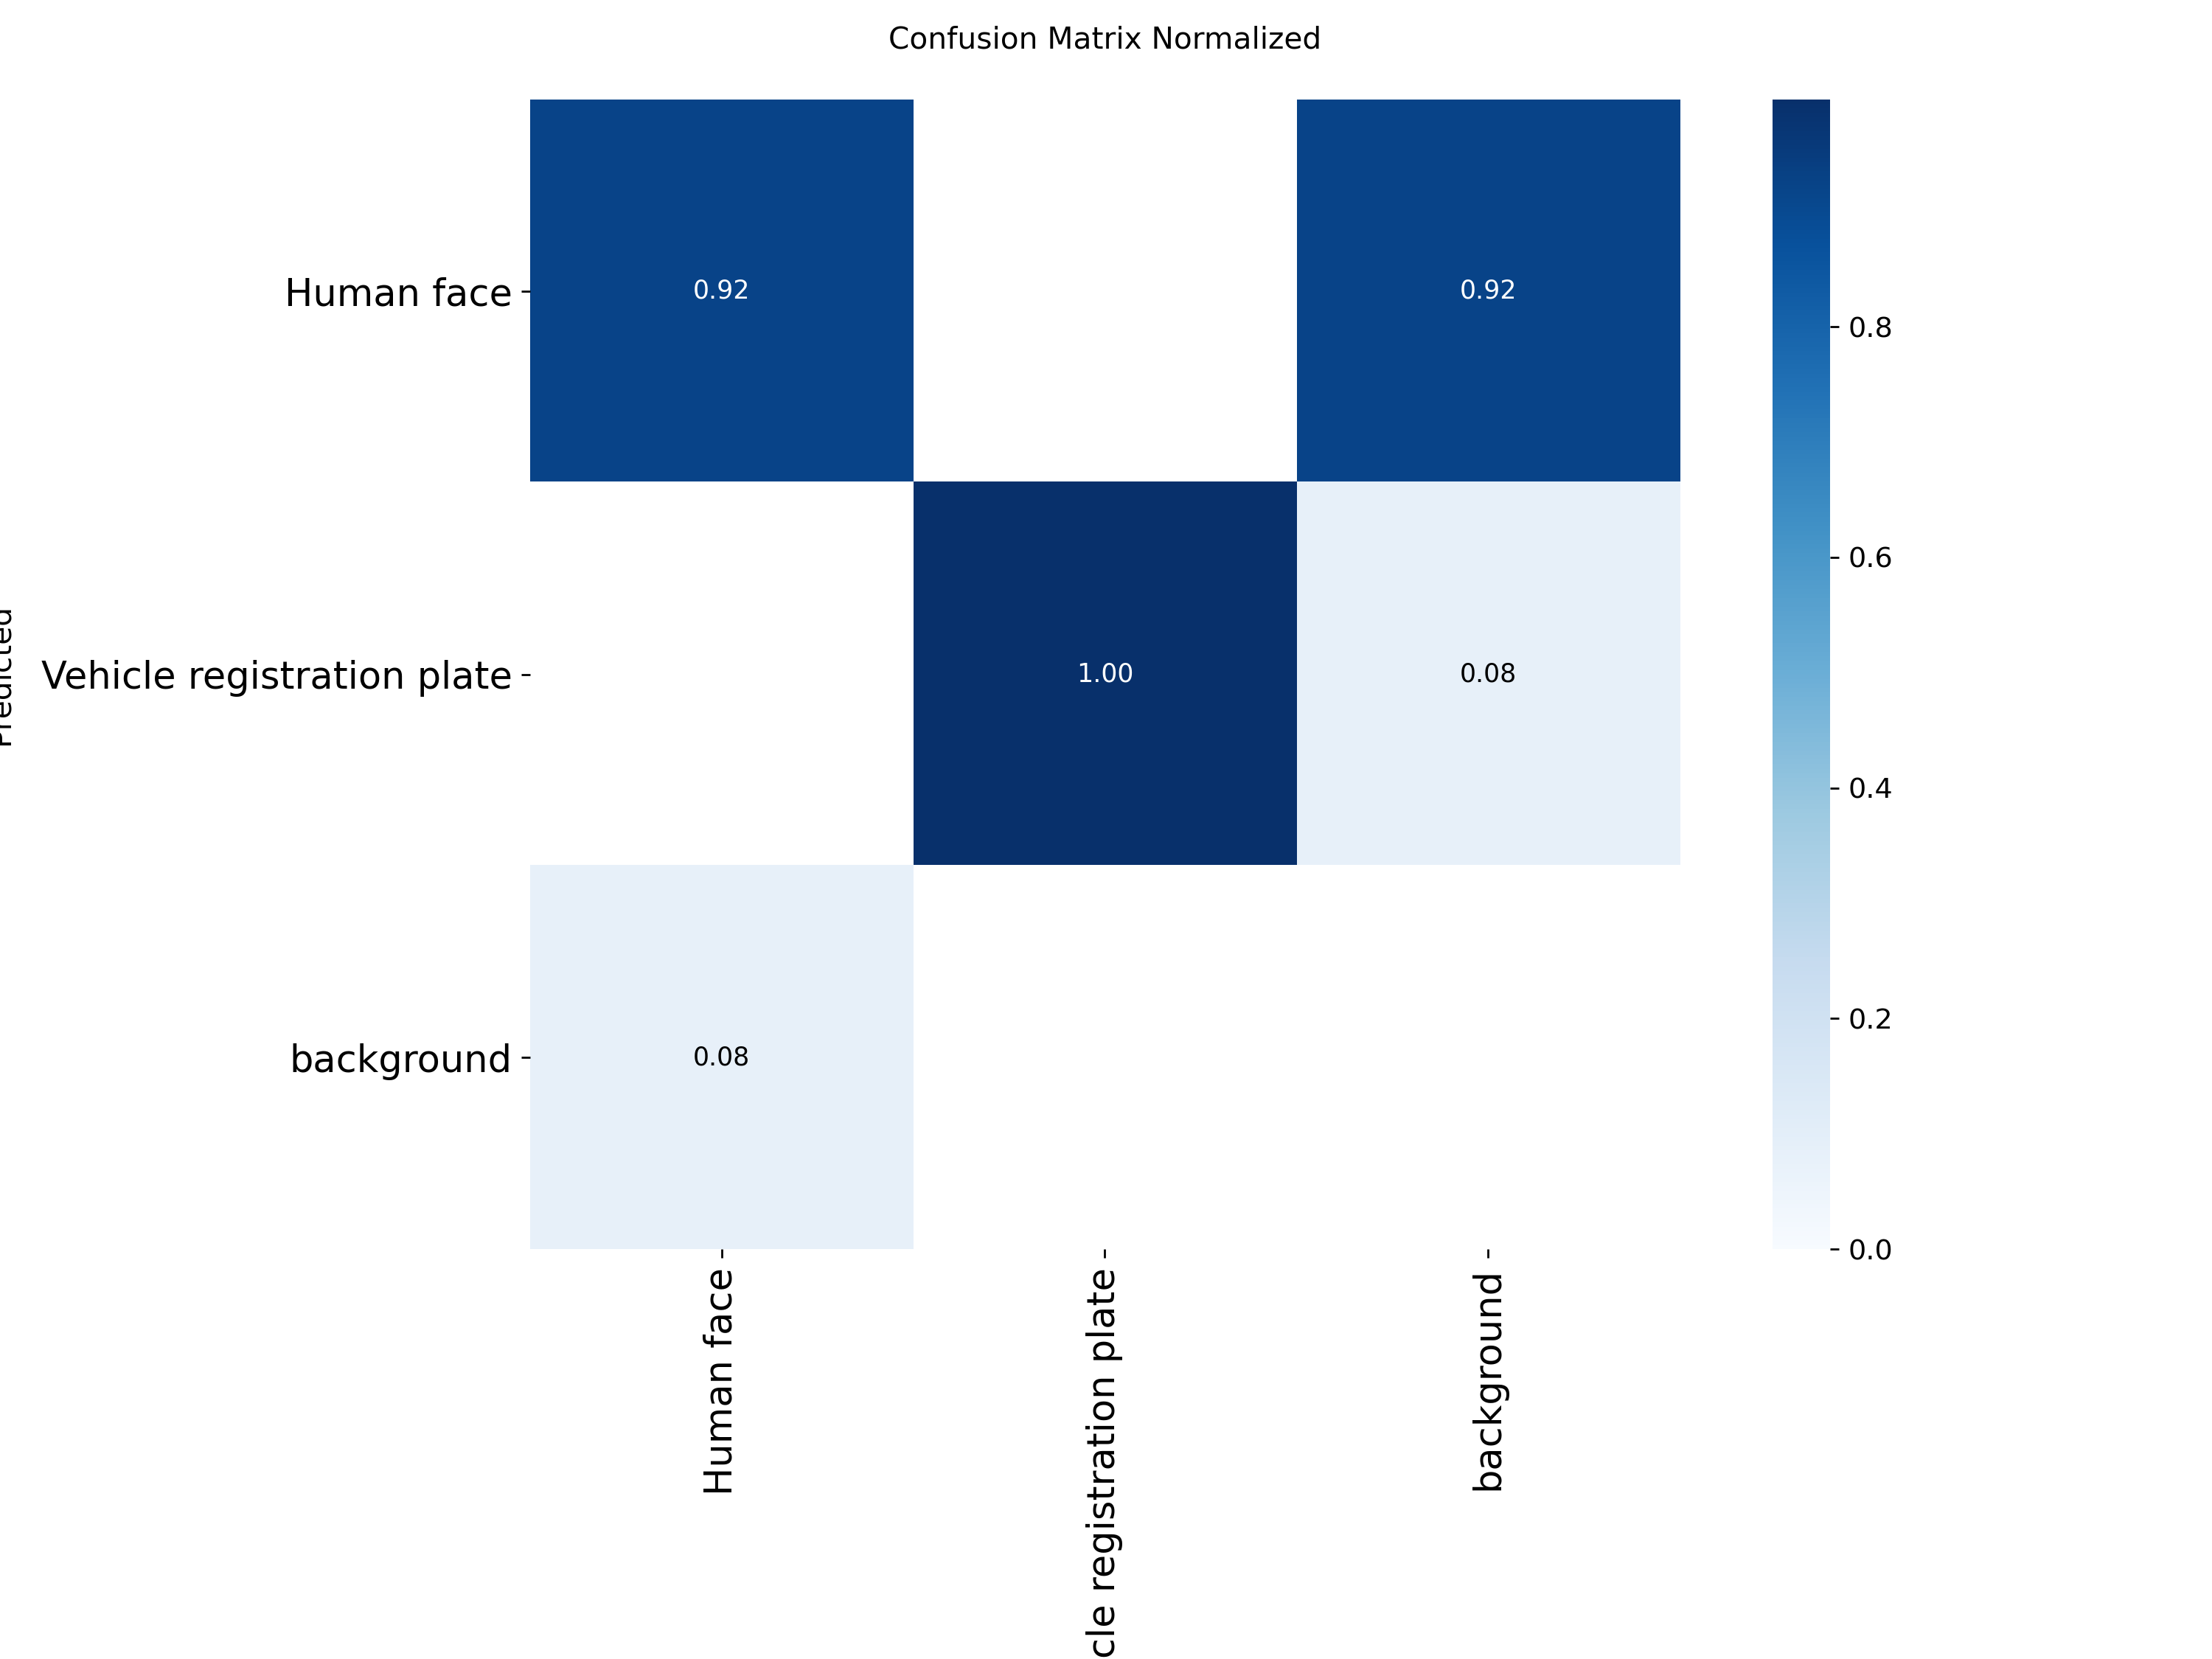 Confusion Matrix Normalized
Human face
0.92
0.92
0.8
0.6
Predicted
Vehicle registration plate
1.00
0.08
0.4
0.2
background
0.08
0.0
Human face
cle registration plate
background